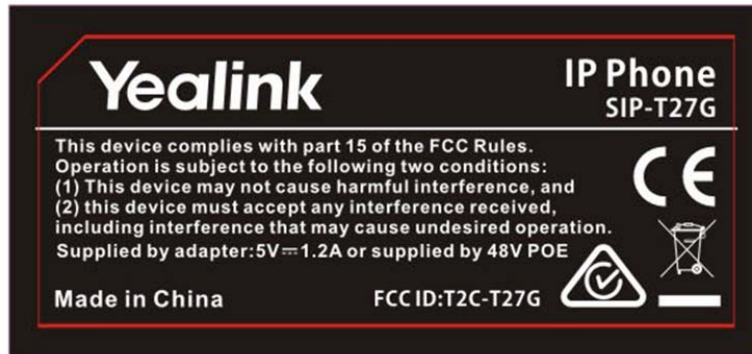 Yealink
IP Phone
SIP-T27G
This device complies with part 15 of the FCC Rules.
Operation is subject to the following two conditions:
(1) This device may not cause harmful interference, and
(2) this device must accept any interference received,
including interference that may cause undesired operation.
Supplied by adapter:5V⎓1.2A or supplied by 48V POE
Made in China
FCC ID:T2C-T27G
CE